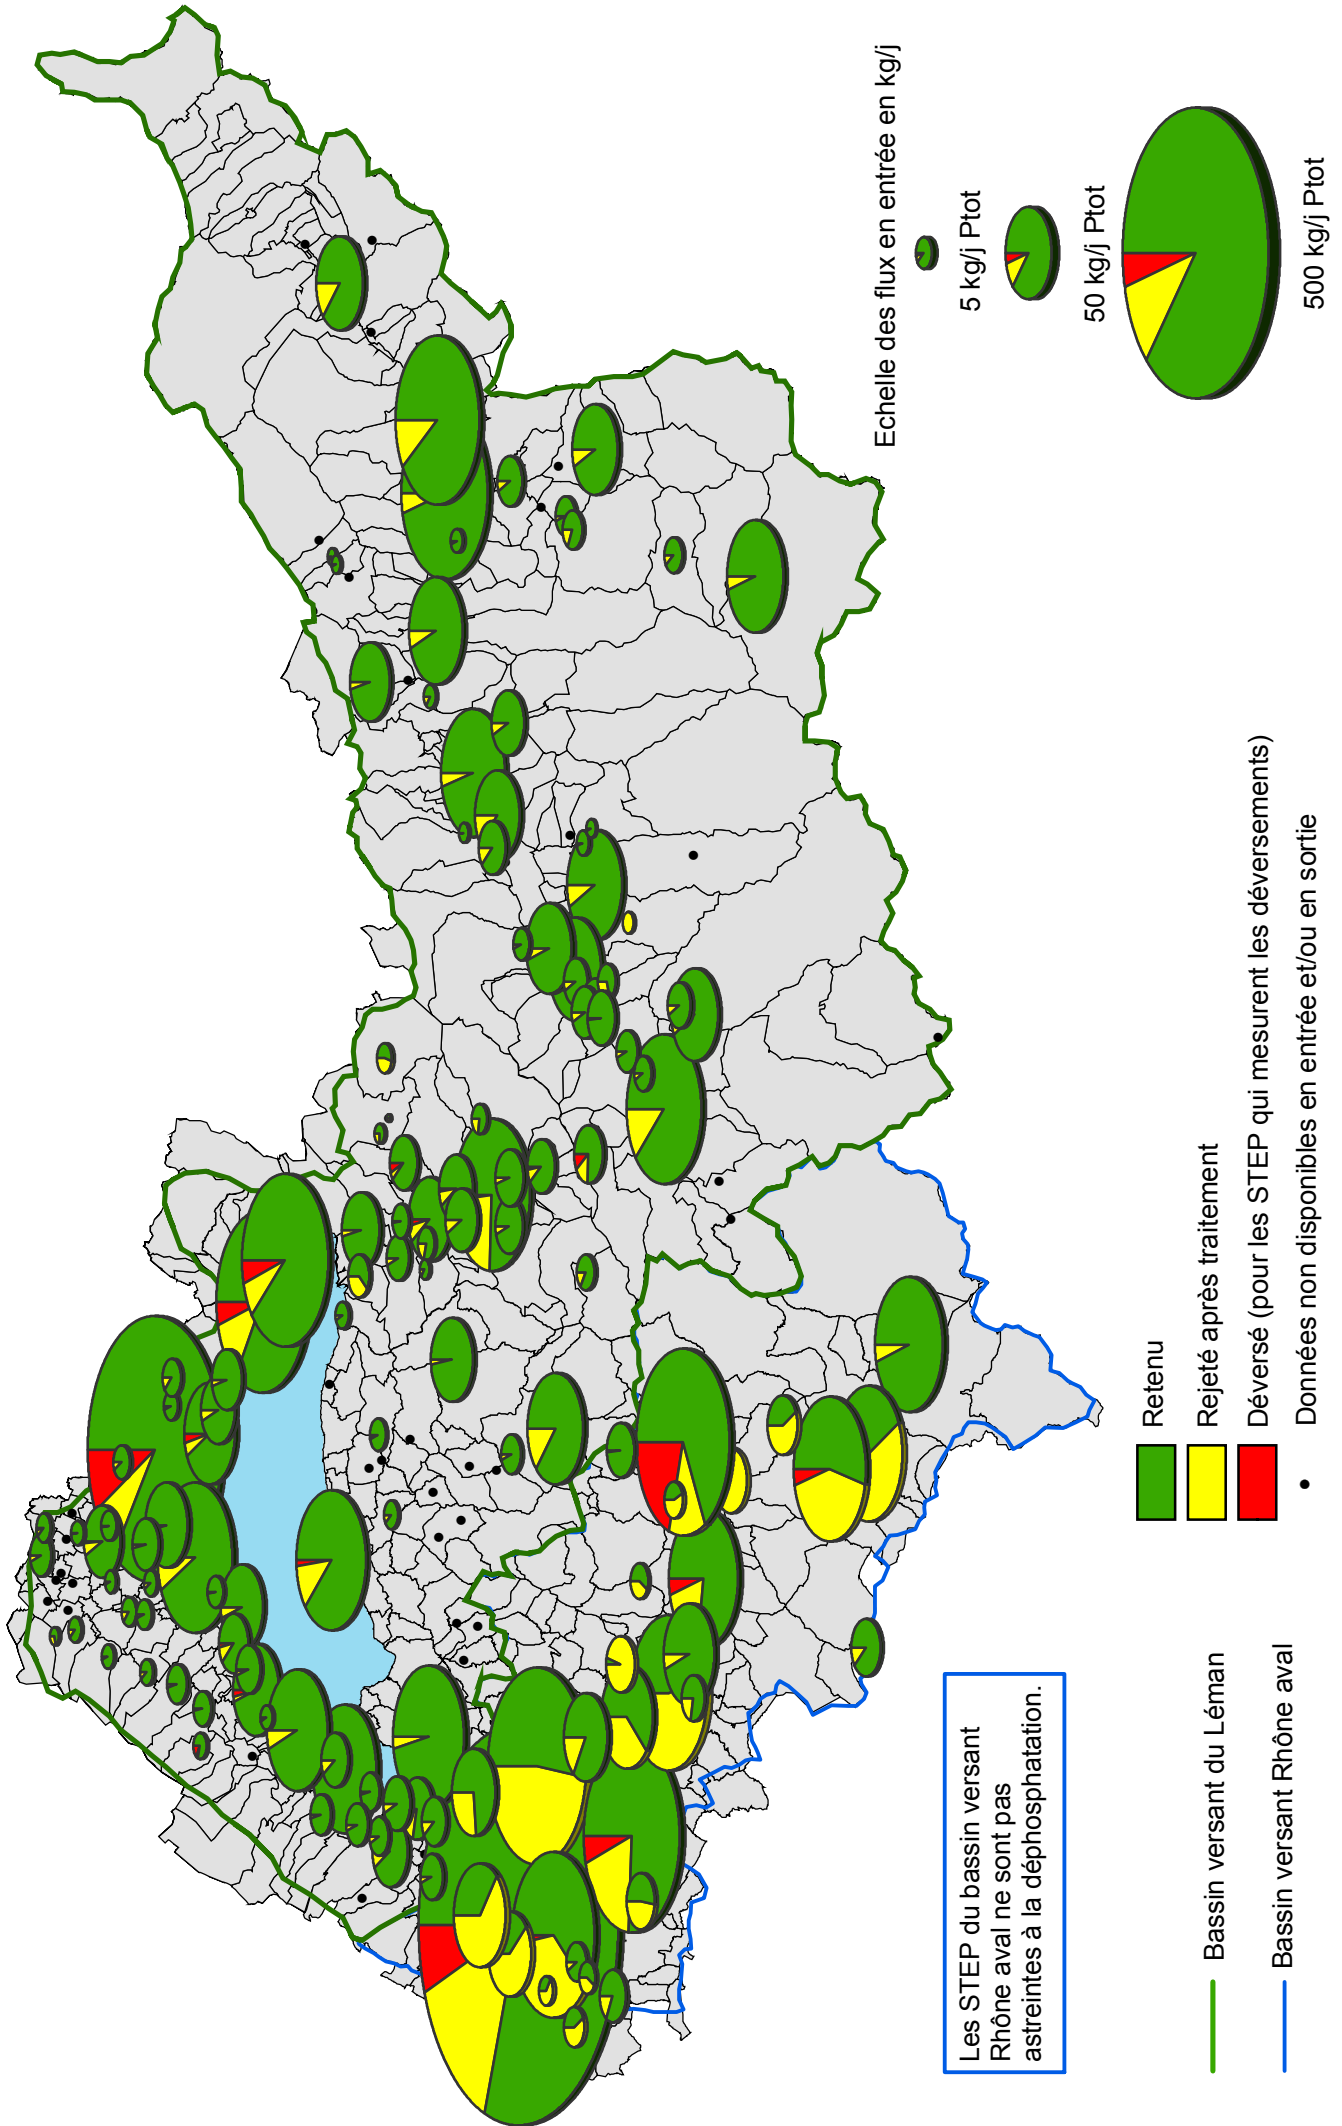 Echelle des flux en entrée en kg/j
5 kg/j Ptot
50 kg/j Ptot
500 kg/j Ptot
Les STEP du bassin versant
Rhône aval ne sont pas
astreintes à la déphosphatation.
Bassin versant du Léman
Bassin versant Rhône aval
Retenu
Rejeté après traitement
Déversé (pour les STEP qui mesurent les déversements)
Données non disponibles en entrée et/ou en sortie